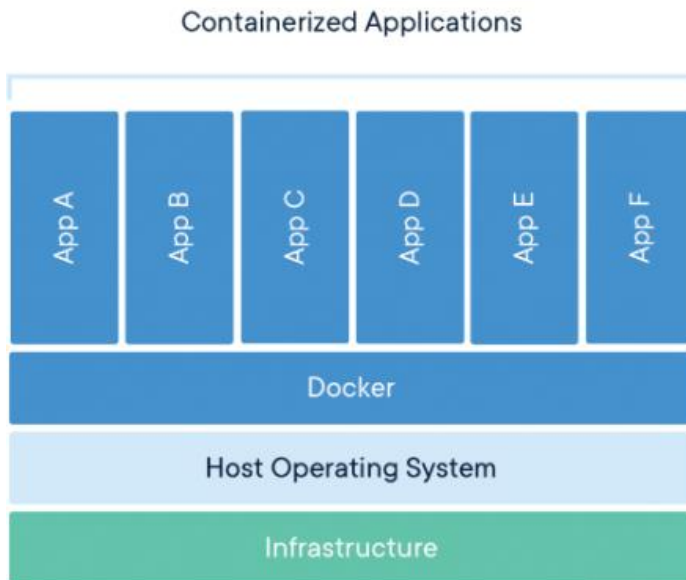 Containerized Applications
App A
App B
App C
App D
App E
App F
Docker
Host Operating System
Infrastructure